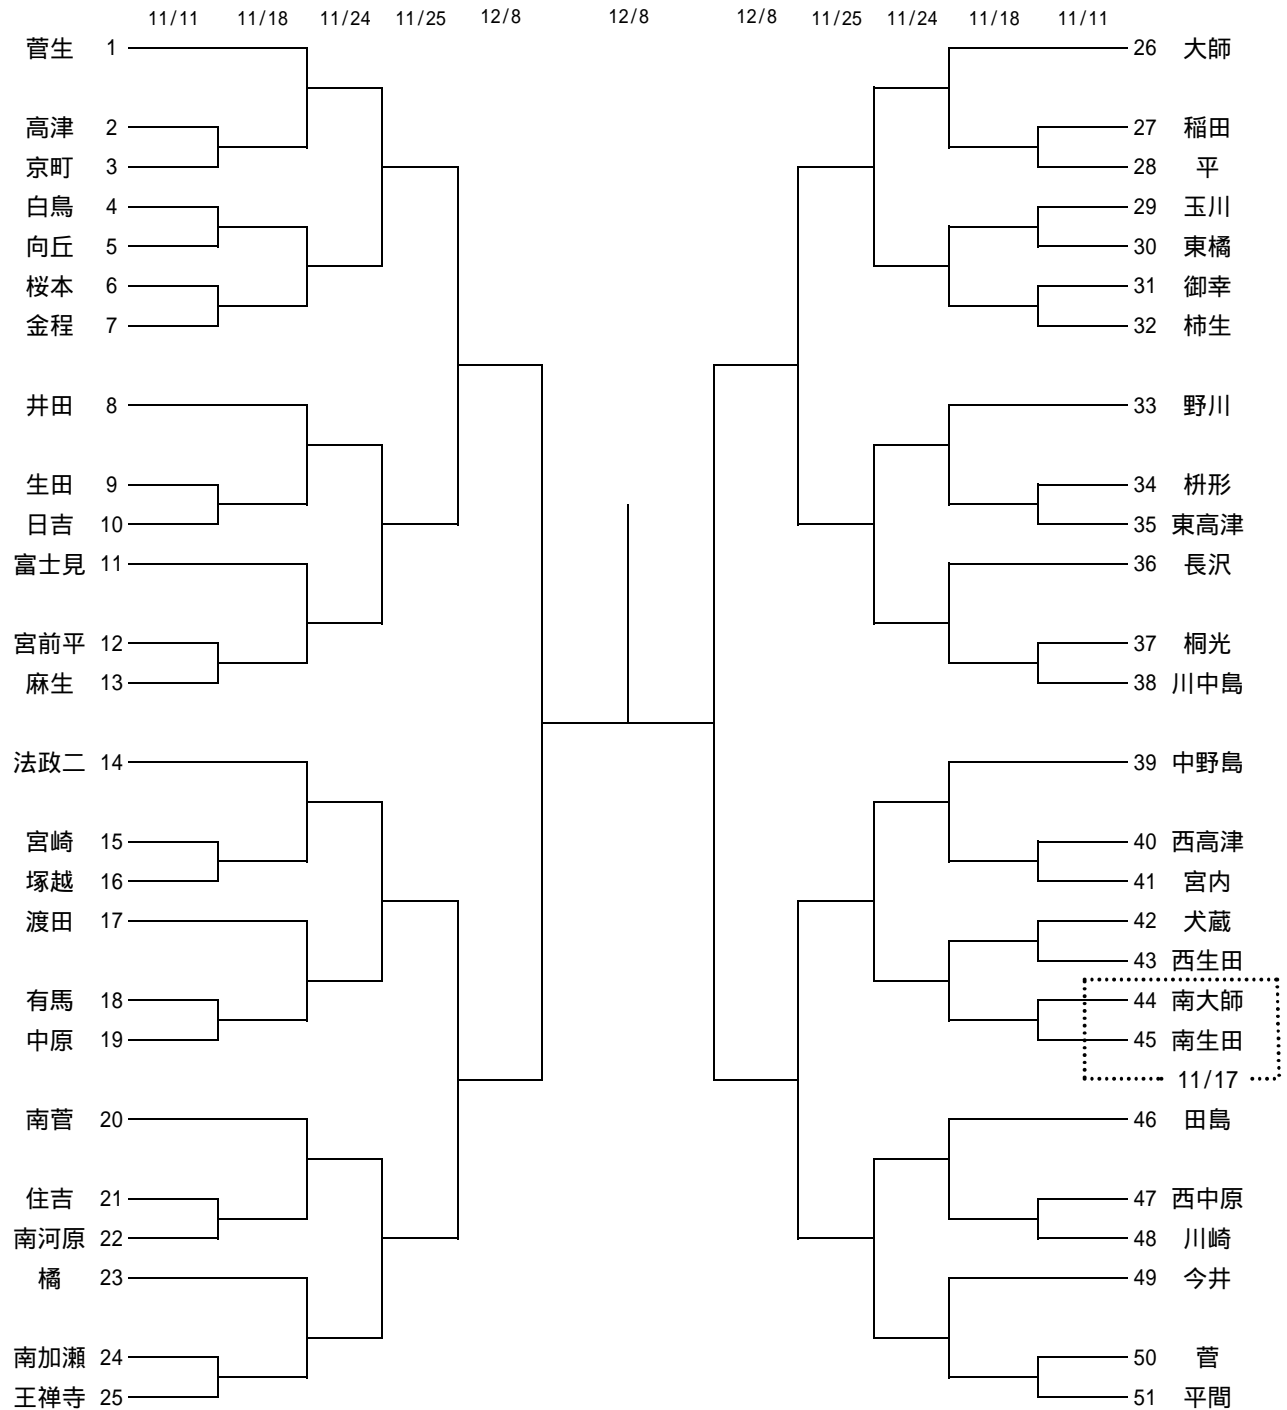 11/11 11/18 11/24 11/25 12/8 12/8 12/8 11/25 11/24 11/18 11/11
菅生 1
高津 2
京町 3
白鳥 4
向丘 5
桜本 6
金程 7
井田 8
生田 9
日吉 10
富士見 11
宮前平 12
麻生 13
法政二 14
宮崎 15
塚越 16
渡田 17
有馬 18
中原 19
南菅 20
住吉 21
南河原 22
橘 23
南加瀬 24
王禅寺 25
26 大師
27 稲田
28 平
29 玉川
30 東橘
31 御幸
32 柿生
33 野川
34 枡形
35 東高津
36 長沢
37 桐光
38 川中島
39 中野島
40 西高津
41 宮内
42 犬蔵
43 西生田
44 南大師
45 南生田
11/17
46 田島
47 西中原
48 川崎
49 今井
50 菅
51 平間